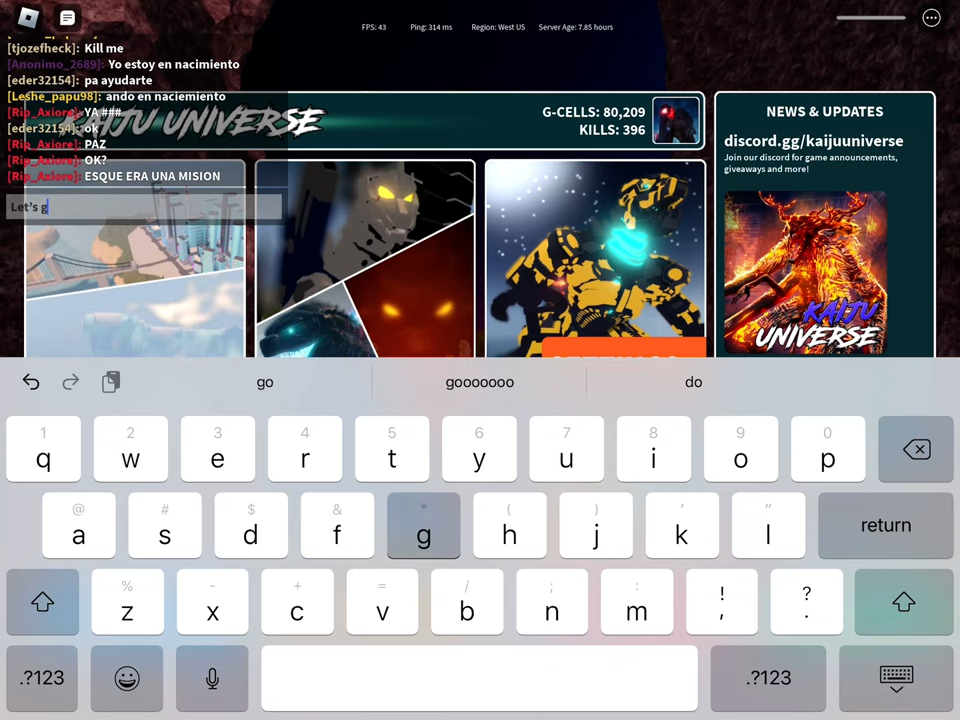 FPS: 43 Ping: 314 ms Region: West US Server Age: 7.85 hours
[tjozefheck]: Kill me
[Anonimo_2689]: Yo estoy en nacimiento
[eder32154]: pa ayudarte
[Leshe_papu98]: ando en naciemiento
[Rip_Axiore]: YA ###
[eder32154]: ok
[Rip_Axiore]: PAZ
[Rip_Axiore]: OK?
[Rip_Axiore]: ESQUE ERA UNA MISION
Let's g
KAIJU UNIVERSE
G-CELLS: 80,209
KILLS: 396
NEWS & UPDATES
discord.gg/kaijuuniverse
Join our discord for game announcements,
giveaways and more!
KAIJU
UNIVERSE
go gooooooo do
1 2 3 4 5 6 7 8 9 0
q w e r t y u i o p
@ # $ & * ( ) ' "
a s d f g h j k l return
% - + = / ; : ! ?
z x c v b n m , .
.?123 .?123